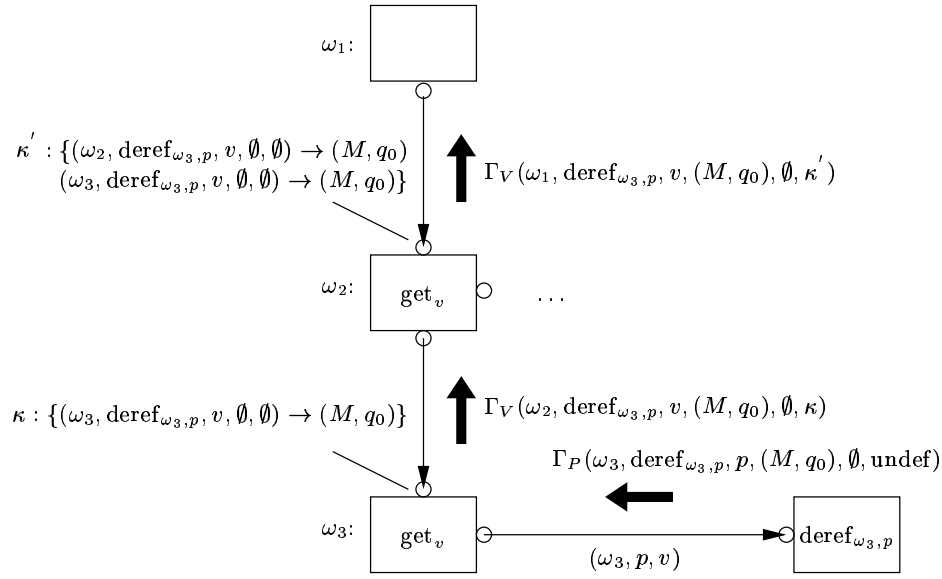 ω₁:
κ′ : {(ω₂, deref_{ω₃,p}, v, ∅, ∅) → (M, q₀)
(ω₃, deref_{ω₃,p}, v, ∅, ∅) → (M, q₀)}
Γ_V(ω₁, deref_{ω₃,p}, v, (M, q₀), ∅, κ′)
ω₂:
get_v
...
κ : {(ω₃, deref_{ω₃,p}, v, ∅, ∅) → (M, q₀)}
Γ_V(ω₂, deref_{ω₃,p}, v, (M, q₀), ∅, κ)
Γ_P(ω₃, deref_{ω₃,p}, p, (M, q₀), ∅, undef)
ω₃:
get_v
(ω₃, p, v)
deref_{ω₃,p}